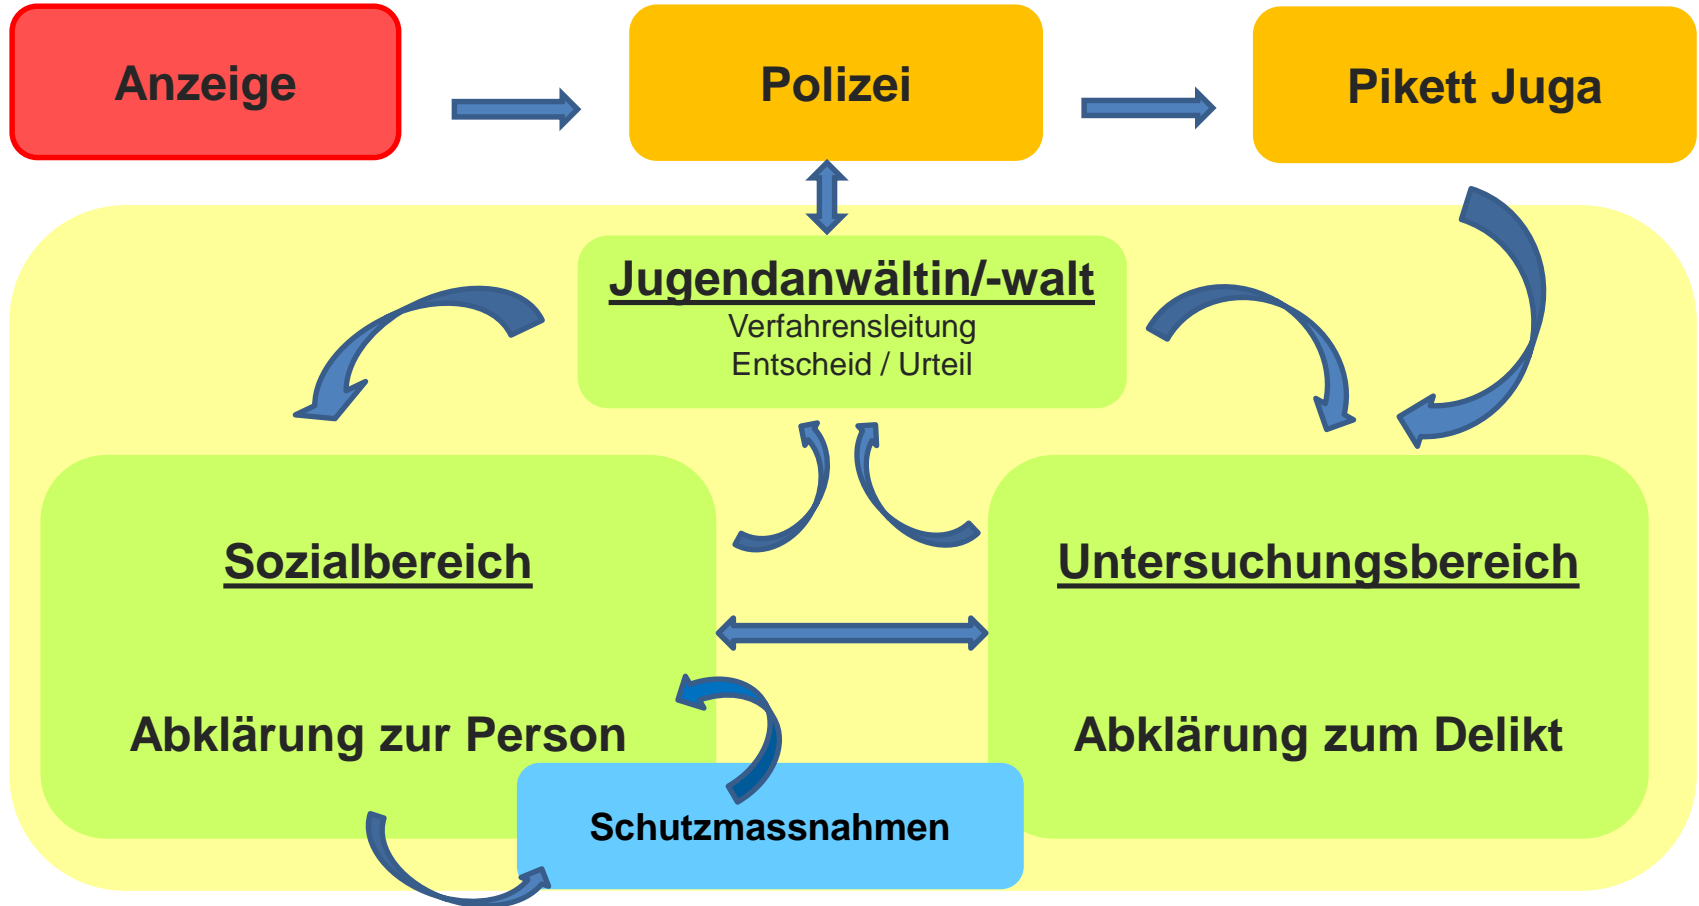 Anzeige
Polizei
Pikett Juga
Jugendanwältin/-walt
Verfahrensleitung
Entscheid / Urteil
Sozialbereich
Abklärung zur Person
Untersuchungsbereich
Abklärung zum Delikt
Schutzmassnahmen